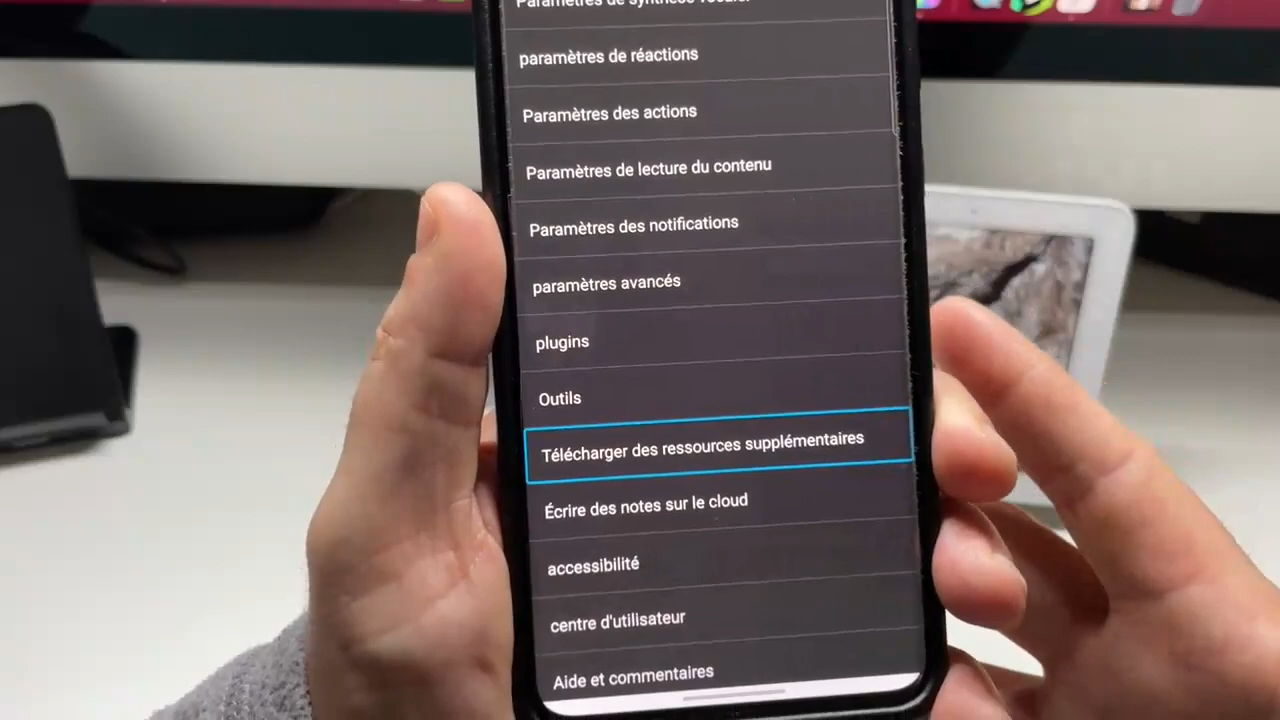 Paramètres de synthèse vocale
paramètres de réactions
Paramètres des actions
Paramètres de lecture du contenu
Paramètres des notifications
paramètres avancés
plugins
Outils
Télécharger des ressources supplémentaires
Écrire des notes sur le cloud
accessibilité
centre d'utilisateur
Aide et commentaires